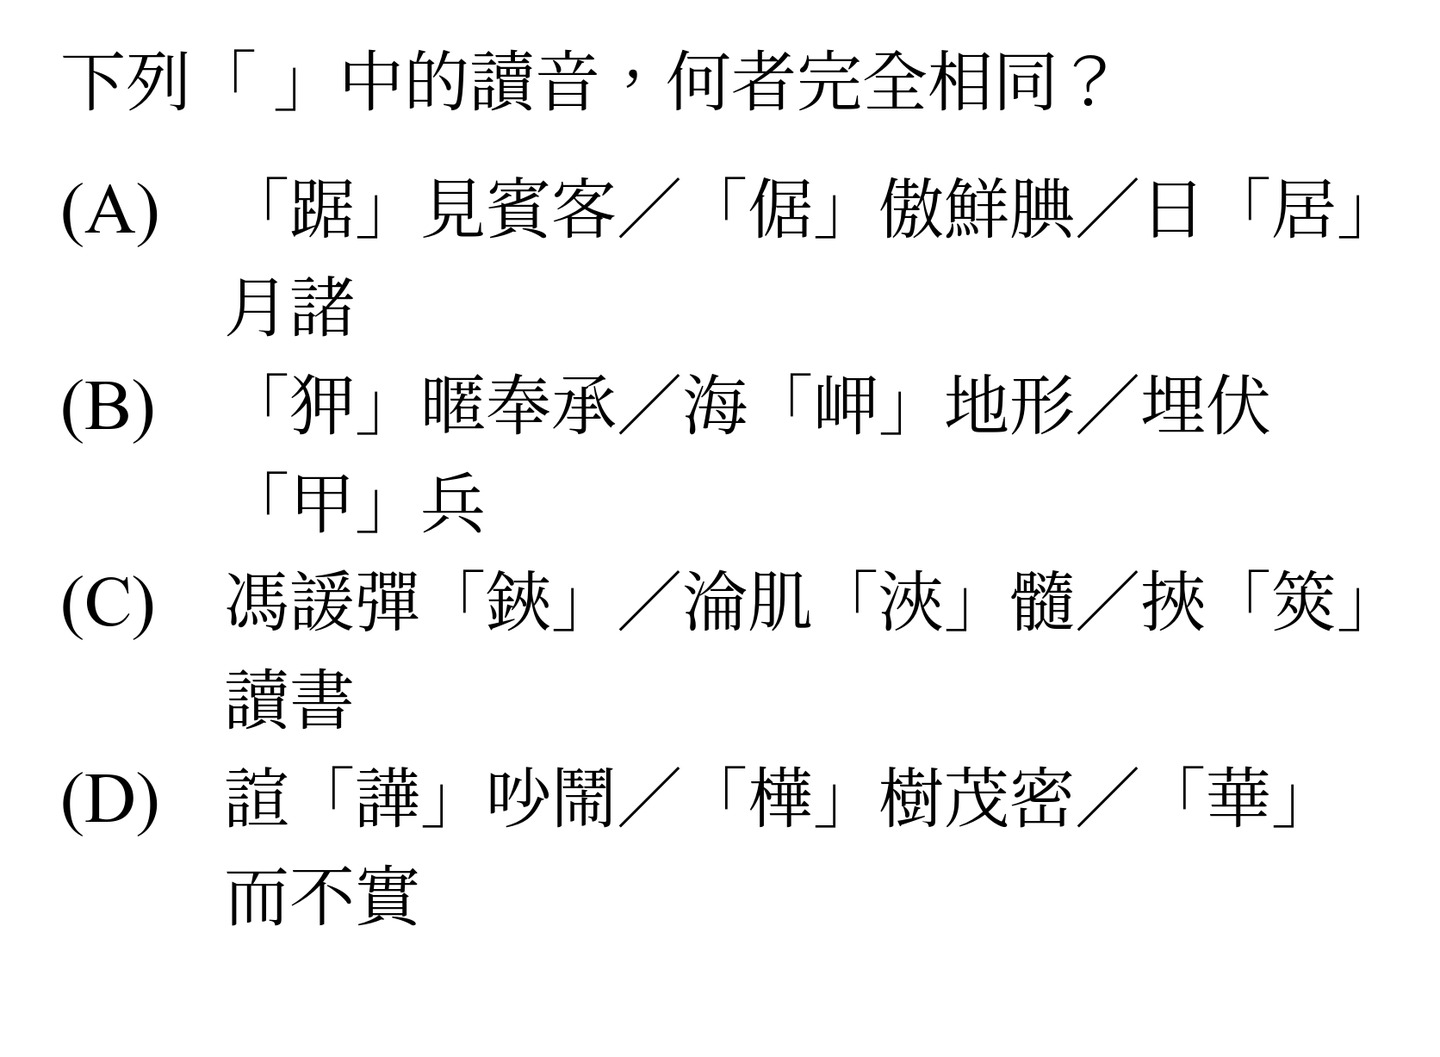 下列「 」中的讀音，何者完全相同？
(A) 「踞」見賓客／「倨」傲鮮腆／日「居」
月諸
(B) 「狎」暱奉承／海「岬」地形／埋伏
「甲」兵
(C) 馮諼彈「鋏」／淪肌「浹」髓／挾「筴」
讀書
(D) 諠「譁」吵鬧／「樺」樹茂密／「華」
而不實